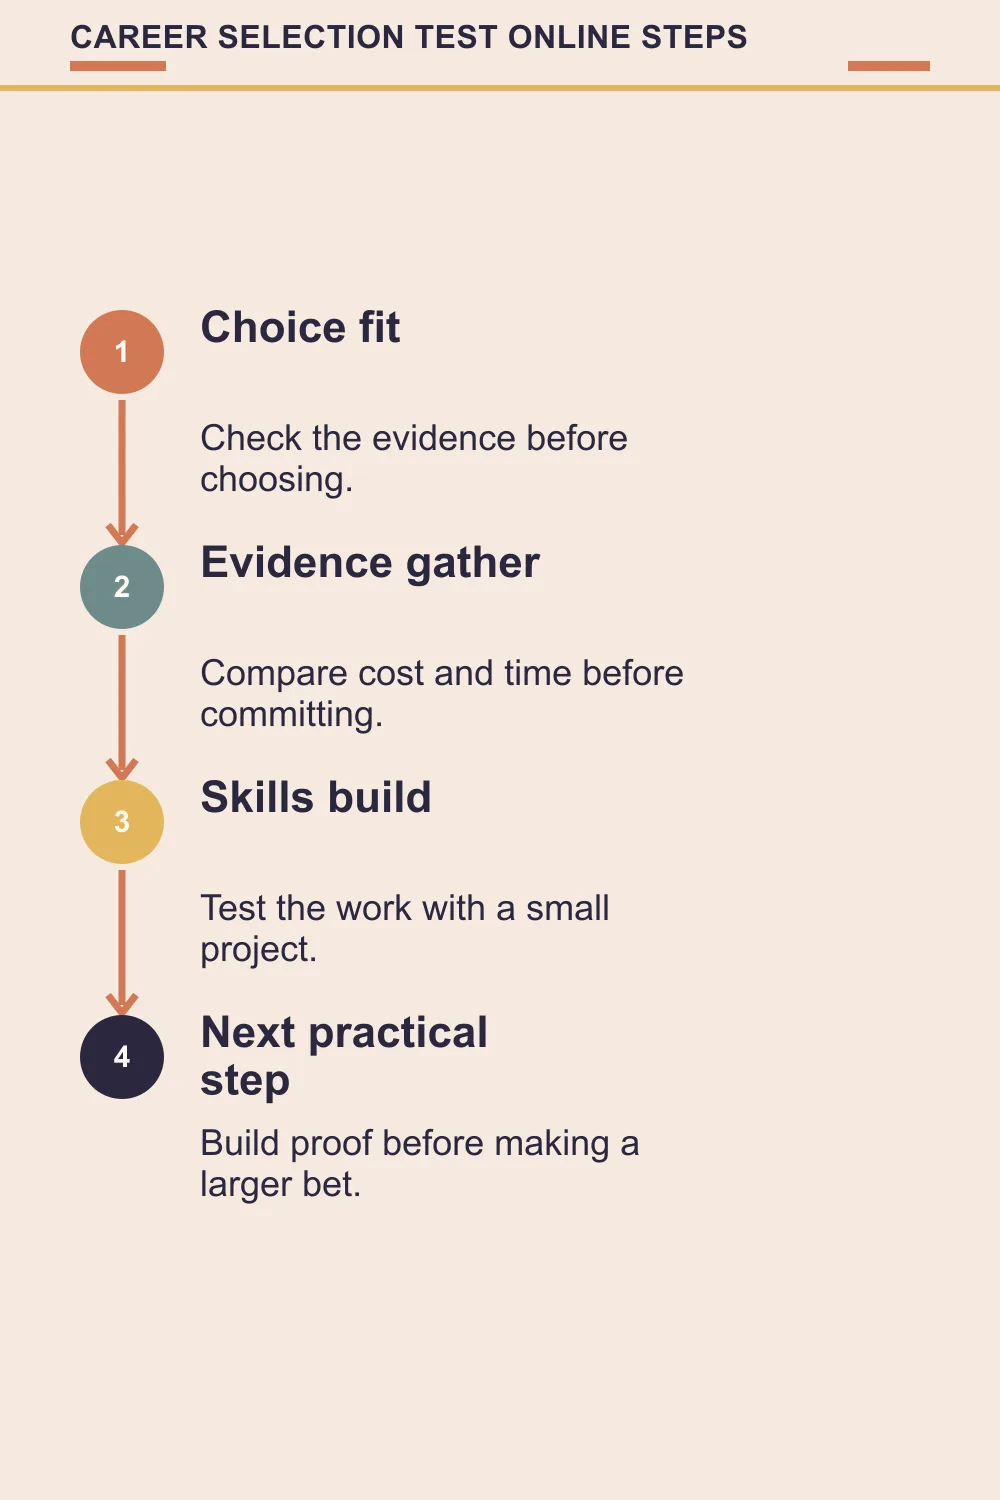 CAREER SELECTION TEST ONLINE STEPS
1
Choice fit
Check the evidence before
choosing.
2
Evidence gather
Compare cost and time before
committing.
3
Skills build
Test the work with a small
project.
4
Next practical
step
Build proof before making a
larger bet.